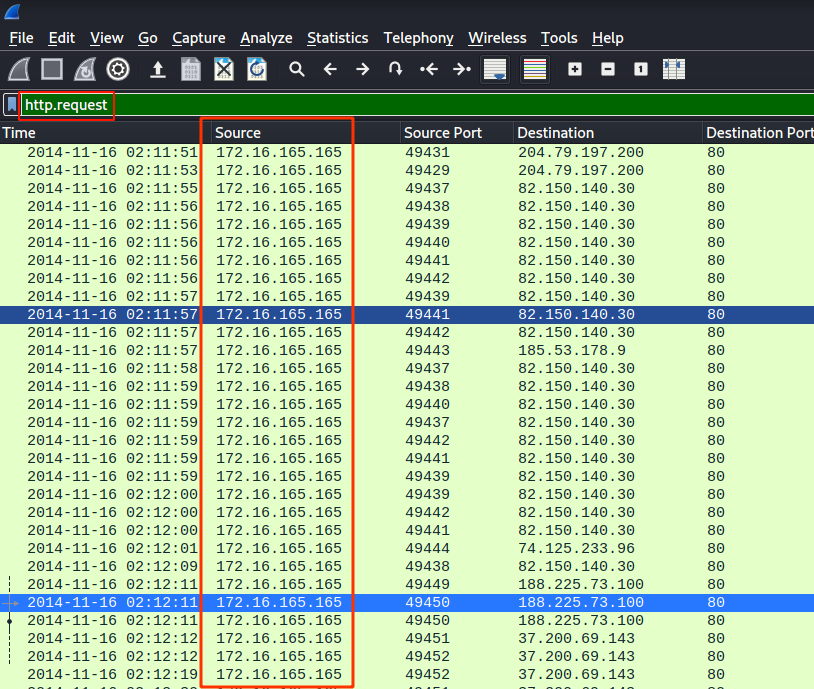 File Edit View Go Capture Analyze Statistics Telephony Wireless Tools Help
http.request
Time Source Source Port Destination Destination Port
2014-11-16 02:11:51 172.16.165.165 49431 204.79.197.200 80
2014-11-16 02:11:53 172.16.165.165 49429 204.79.197.200 80
2014-11-16 02:11:55 172.16.165.165 49437 82.150.140.30 80
2014-11-16 02:11:56 172.16.165.165 49438 82.150.140.30 80
2014-11-16 02:11:56 172.16.165.165 49439 82.150.140.30 80
2014-11-16 02:11:56 172.16.165.165 49440 82.150.140.30 80
2014-11-16 02:11:56 172.16.165.165 49441 82.150.140.30 80
2014-11-16 02:11:56 172.16.165.165 49442 82.150.140.30 80
2014-11-16 02:11:57 172.16.165.165 49439 82.150.140.30 80
2014-11-16 02:11:57 172.16.165.165 49441 82.150.140.30 80
2014-11-16 02:11:57 172.16.165.165 49442 82.150.140.30 80
2014-11-16 02:11:57 172.16.165.165 49443 185.53.178.9 80
2014-11-16 02:11:58 172.16.165.165 49437 82.150.140.30 80
2014-11-16 02:11:59 172.16.165.165 49438 82.150.140.30 80
2014-11-16 02:11:59 172.16.165.165 49440 82.150.140.30 80
2014-11-16 02:11:59 172.16.165.165 49437 82.150.140.30 80
2014-11-16 02:11:59 172.16.165.165 49442 82.150.140.30 80
2014-11-16 02:11:59 172.16.165.165 49441 82.150.140.30 80
2014-11-16 02:11:59 172.16.165.165 49439 82.150.140.30 80
2014-11-16 02:12:00 172.16.165.165 49439 82.150.140.30 80
2014-11-16 02:12:00 172.16.165.165 49442 82.150.140.30 80
2014-11-16 02:12:00 172.16.165.165 49441 82.150.140.30 80
2014-11-16 02:12:01 172.16.165.165 49444 74.125.233.96 80
2014-11-16 02:12:09 172.16.165.165 49438 82.150.140.30 80
2014-11-16 02:12:11 172.16.165.165 49449 188.225.73.100 80
2014-11-16 02:12:11 172.16.165.165 49450 188.225.73.100 80
2014-11-16 02:12:11 172.16.165.165 49450 188.225.73.100 80
2014-11-16 02:12:12 172.16.165.165 49451 37.200.69.143 80
2014-11-16 02:12:12 172.16.165.165 49452 37.200.69.143 80
2014-11-16 02:12:19 172.16.165.165 49452 37.200.69.143 80